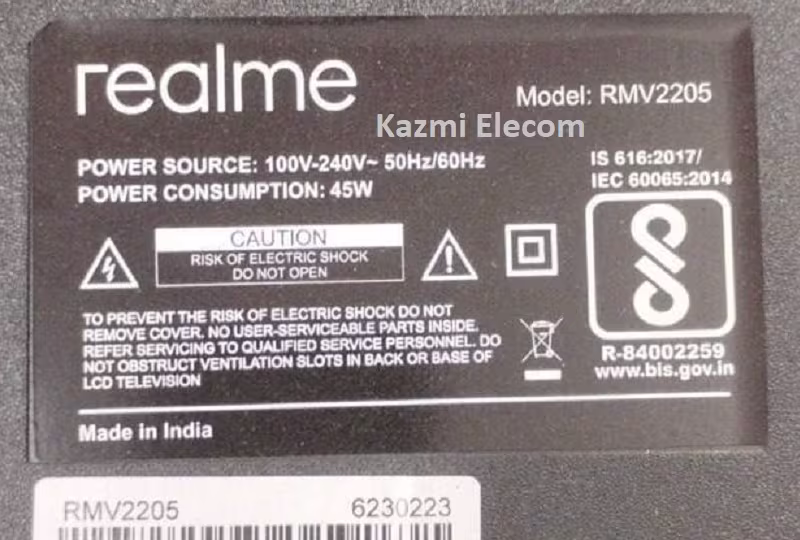 realme
Model: RMV2205
Kazmi Elecom
POWER SOURCE: 100V-240V~ 50Hz/60Hz
POWER CONSUMPTION: 45W
IS 616:2017/
IEC 60065:2014
CAUTION
RISK OF ELECTRIC SHOCK
DO NOT OPEN
TO PREVENT THE RISK OF ELECTRIC SHOCK DO NOT
REMOVE COVER. NO USER-SERVICEABLE PARTS INSIDE.
REFER SERVICING TO QUALIFIED SERVICE PERSONNEL. DO
NOT OBSTRUCT VENTILATION SLOTS IN BACK OR BASE OF
LCD TELEVISION
R-84002259
www.bis.gov.in
Made in India
RMV2205 6230223